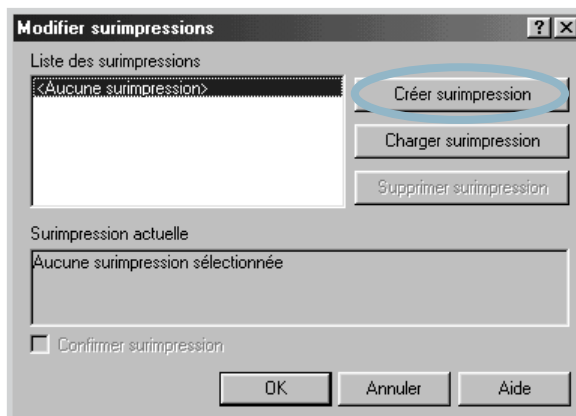 Modifier surimpressions
Liste des surimpressions
<Aucune surimpression>
Créer surimpression
Charger surimpression
Supprimer surimpression
Surimpression actuelle
Aucune surimpression sélectionnée
Confirmer surimpression
OK
Annuler
Aide